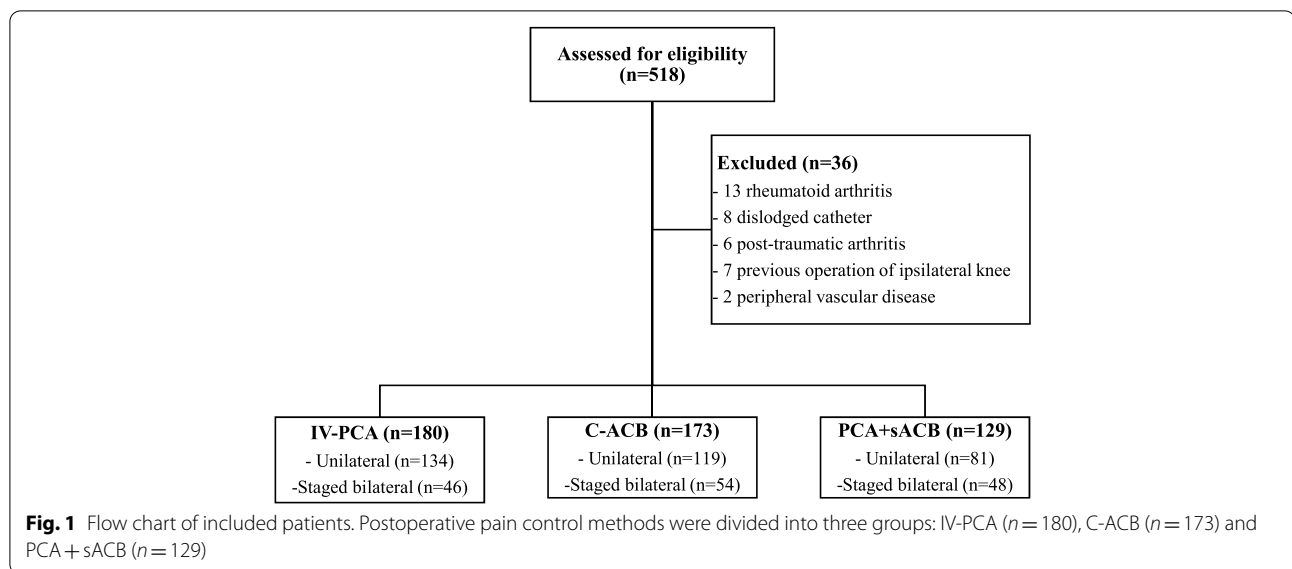 Assessed for eligibility
(n=518)
Excluded (n=36)
- 13 rheumatoid arthritis
- 8 dislodged catheter
- 6 post-traumatic arthritis
- 7 previous operation of ipsilateral knee
- 2 peripheral vascular disease
IV-PCA (n=180)
- Unilateral (n=134)
-Staged bilateral (n=46)
C-ACB (n=173)
- Unilateral (n=119)
-Staged bilateral (n=54)
PCA+sACB (n=129)
- Unilateral (n=81)
-Staged bilateral (n=48)
Fig. 1 Flow chart of included patients. Postoperative pain control methods were divided into three groups: IV-PCA (n = 180), C-ACB (n = 173) and
PCA + sACB (n = 129)